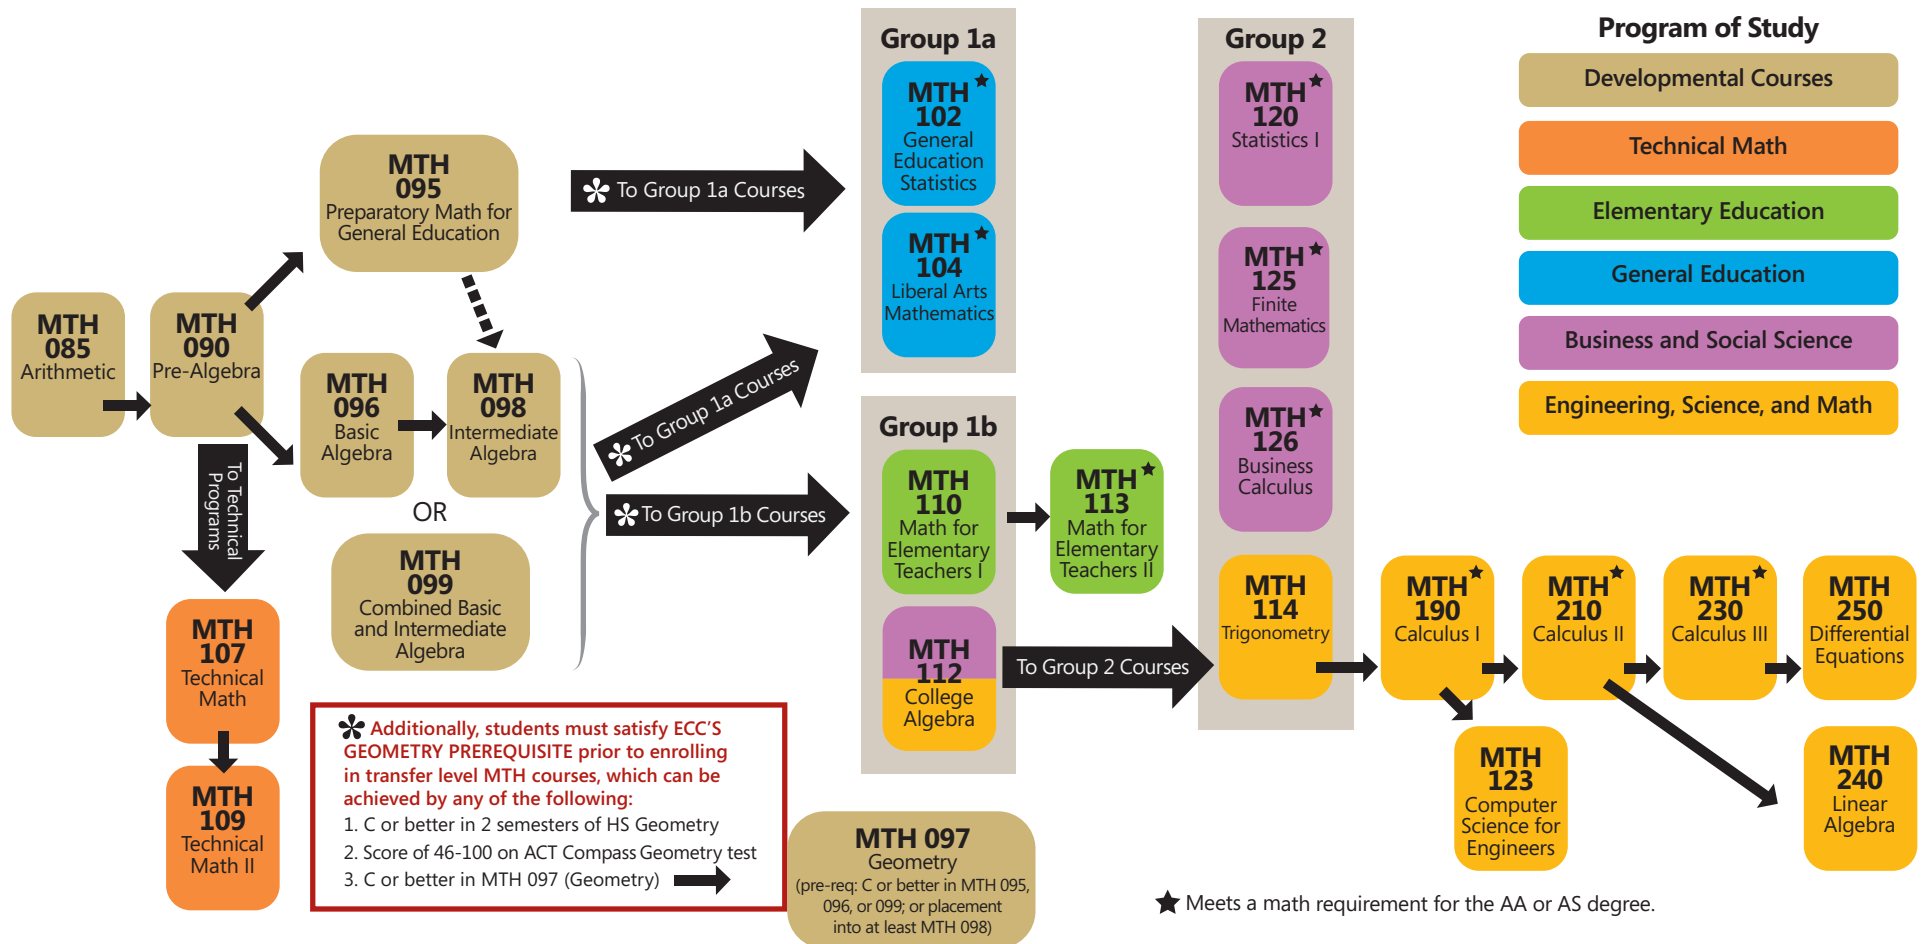 Group 1a
MTH ★
102
General
Education
Statistics
MTH ★
104
Liberal Arts
Mathematics
Group 2
MTH ★
120
Statistics I
MTH ★
125
Finite
Mathematics
MTH ★
126
Business
Calculus
MTH
114
Trigonometry
Program of Study
Developmental Courses
Technical Math
Elementary Education
General Education
Business and Social Science
Engineering, Science, and Math
MTH
095
Preparatory Math for
General Education
✻ To Group 1a Courses
MTH
085
Arithmetic
MTH
090
Pre-Algebra
MTH
096
Basic
Algebra
MTH
098
Intermediate
Algebra
OR
MTH
099
Combined Basic
and Intermediate
Algebra
✻ To Group 1a Courses
✻ To Group 1b Courses
To Technical
Programs
MTH
107
Technical
Math
MTH
109
Technical
Math II
Group 1b
MTH
110
Math for
Elementary
Teachers I
MTH ★
113
Math for
Elementary
Teachers II
MTH
112
College
Algebra
To Group 2 Courses
MTH ★
190
Calculus I
MTH ★
210
Calculus II
MTH ★
230
Calculus III
MTH
250
Differential
Equations
MTH
123
Computer
Science for
Engineers
MTH
240
Linear
Algebra
✻ Additionally, students must satisfy ECC'S
GEOMETRY PREREQUISITE prior to enrolling
in transfer level MTH courses, which can be
achieved by any of the following:
1. C or better in 2 semesters of HS Geometry
2. Score of 46-100 on ACT Compass Geometry test
3. C or better in MTH 097 (Geometry)
MTH 097
Geometry
(pre-req: C or better in MTH 095,
096, or 099; or placement
into at least MTH 098)
★ Meets a math requirement for the AA or AS degree.